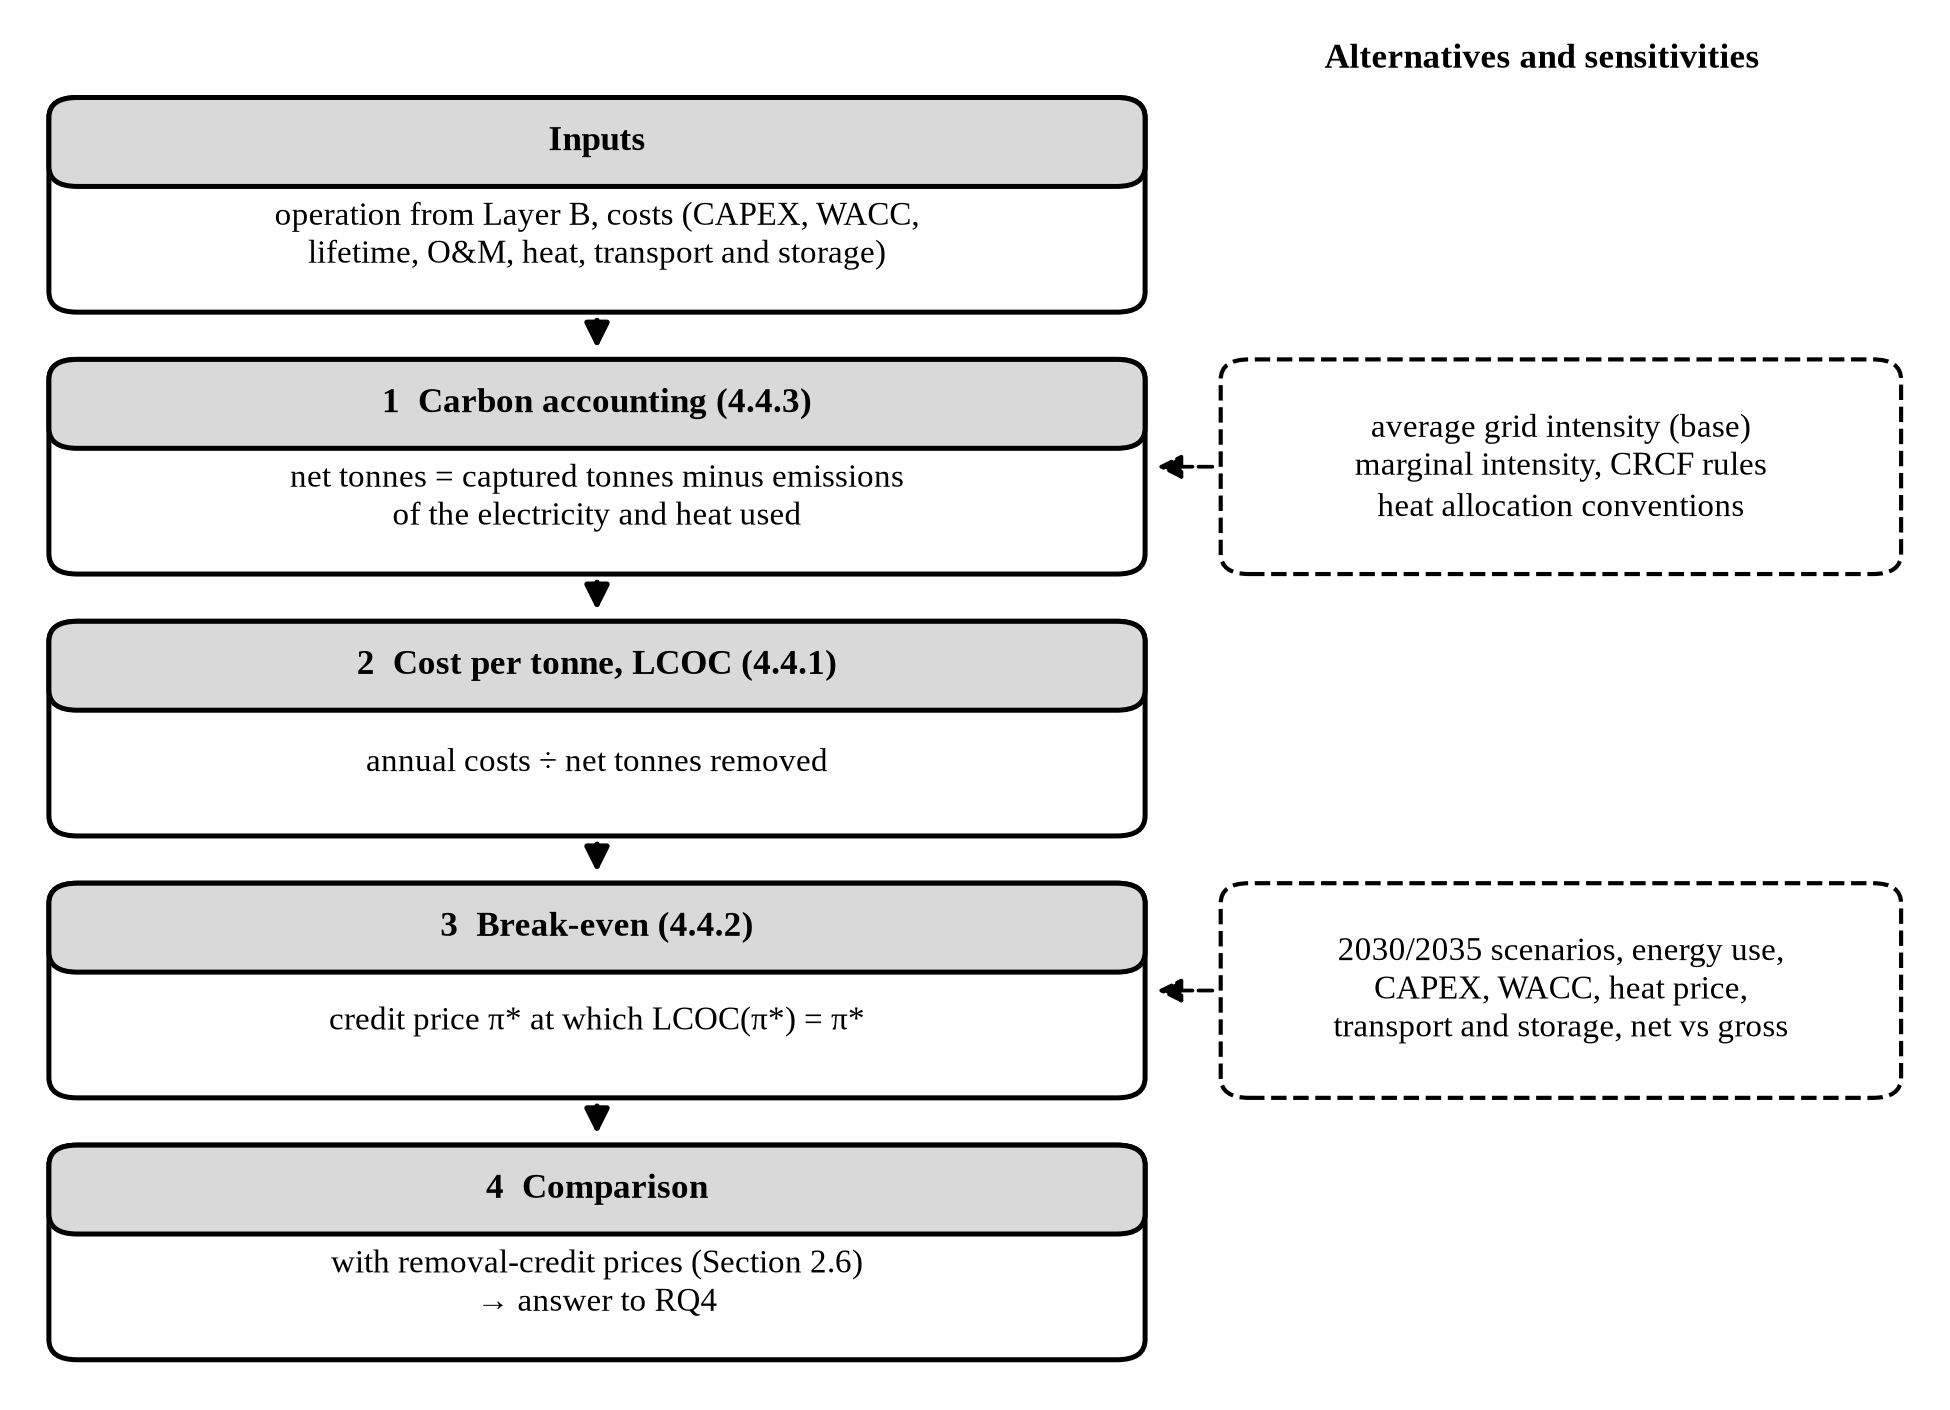 Alternatives and sensitivities
Inputs
operation from Layer B, costs (CAPEX, WACC,
lifetime, O&M, heat, transport and storage)
1 Carbon accounting (4.4.3)
net tonnes = captured tonnes minus emissions
of the electricity and heat used
average grid intensity (base)
marginal intensity, CRCF rules
heat allocation conventions
2 Cost per tonne, LCOC (4.4.1)
annual costs ÷ net tonnes removed
3 Break-even (4.4.2)
credit price π* at which LCOC(π*) = π*
2030/2035 scenarios, energy use,
CAPEX, WACC, heat price,
transport and storage, net vs gross
4 Comparison
with removal-credit prices (Section 2.6)
→ answer to RQ4